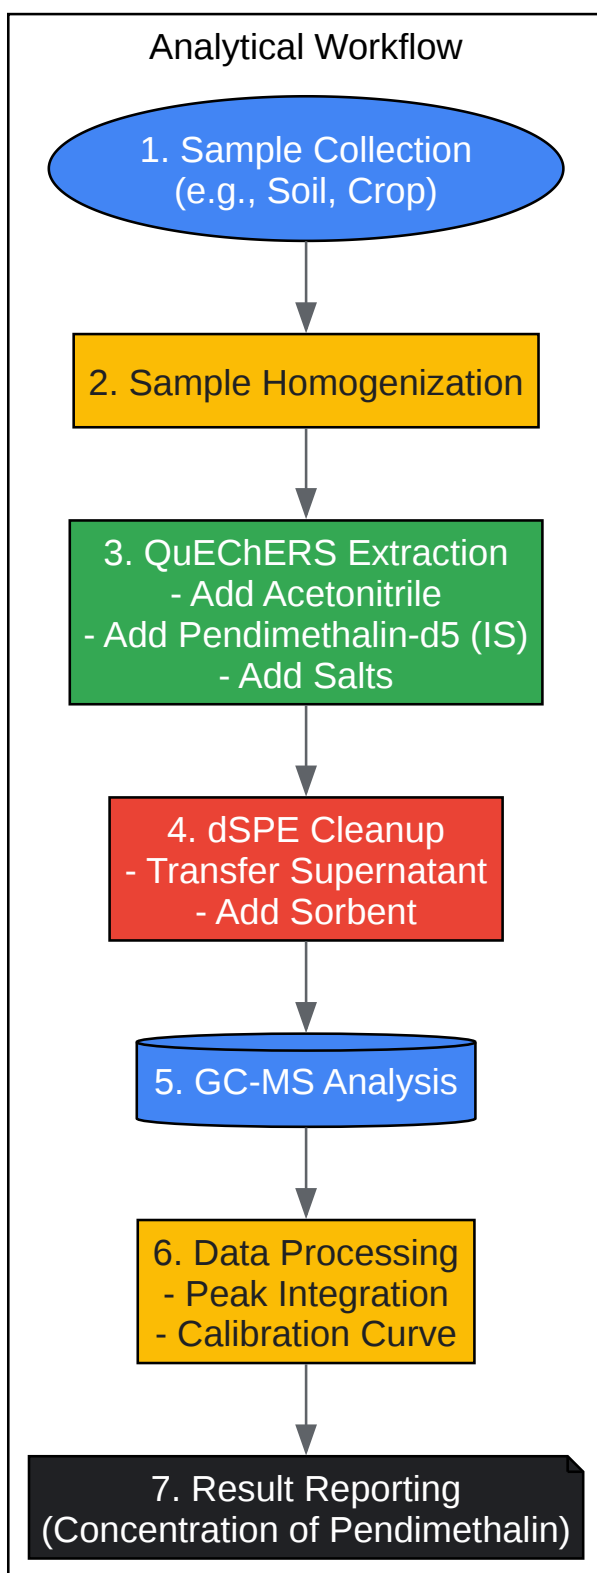 Analytical Workflow
1. Sample Collection
(e.g., Soil, Crop)
2. Sample Homogenization
3. QuEChERS Extraction
- Add Acetonitrile
- Add Pendimethalin-d5 (IS)
- Add Salts
4. dSPE Cleanup
- Transfer Supernatant
- Add Sorbent
5. GC-MS Analysis
6. Data Processing
- Peak Integration
- Calibration Curve
7. Result Reporting
(Concentration of Pendimethalin)